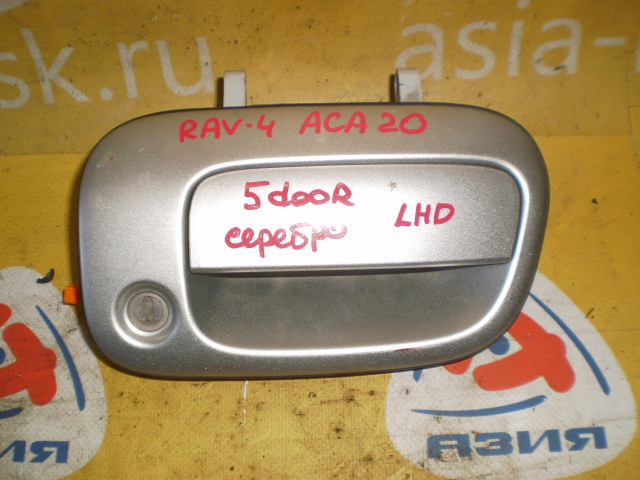 sk.ru
asia-
RAV-4 ACA20
5dooR
LHD
серебро
АЗИЯ
АЗИЯ